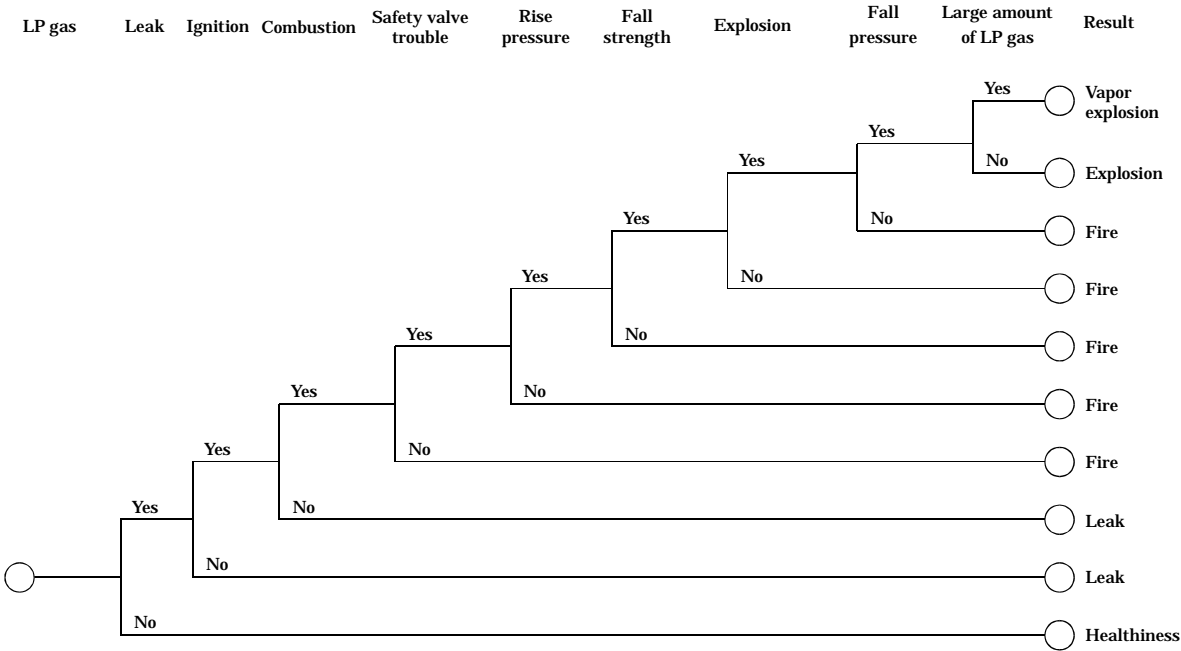 LP gas
Leak
Ignition
Combustion
Safety valve
trouble
Rise
pressure
Fall
strength
Explosion
Fall
pressure
Large amount
of LP gas
Result
Yes
Vapor
explosion
Yes
No
Explosion
Yes
No
Fire
Yes
No
Fire
Yes
No
Fire
Yes
No
Fire
Yes
No
Fire
Yes
No
Leak
Yes
No
Leak
No
Healthiness